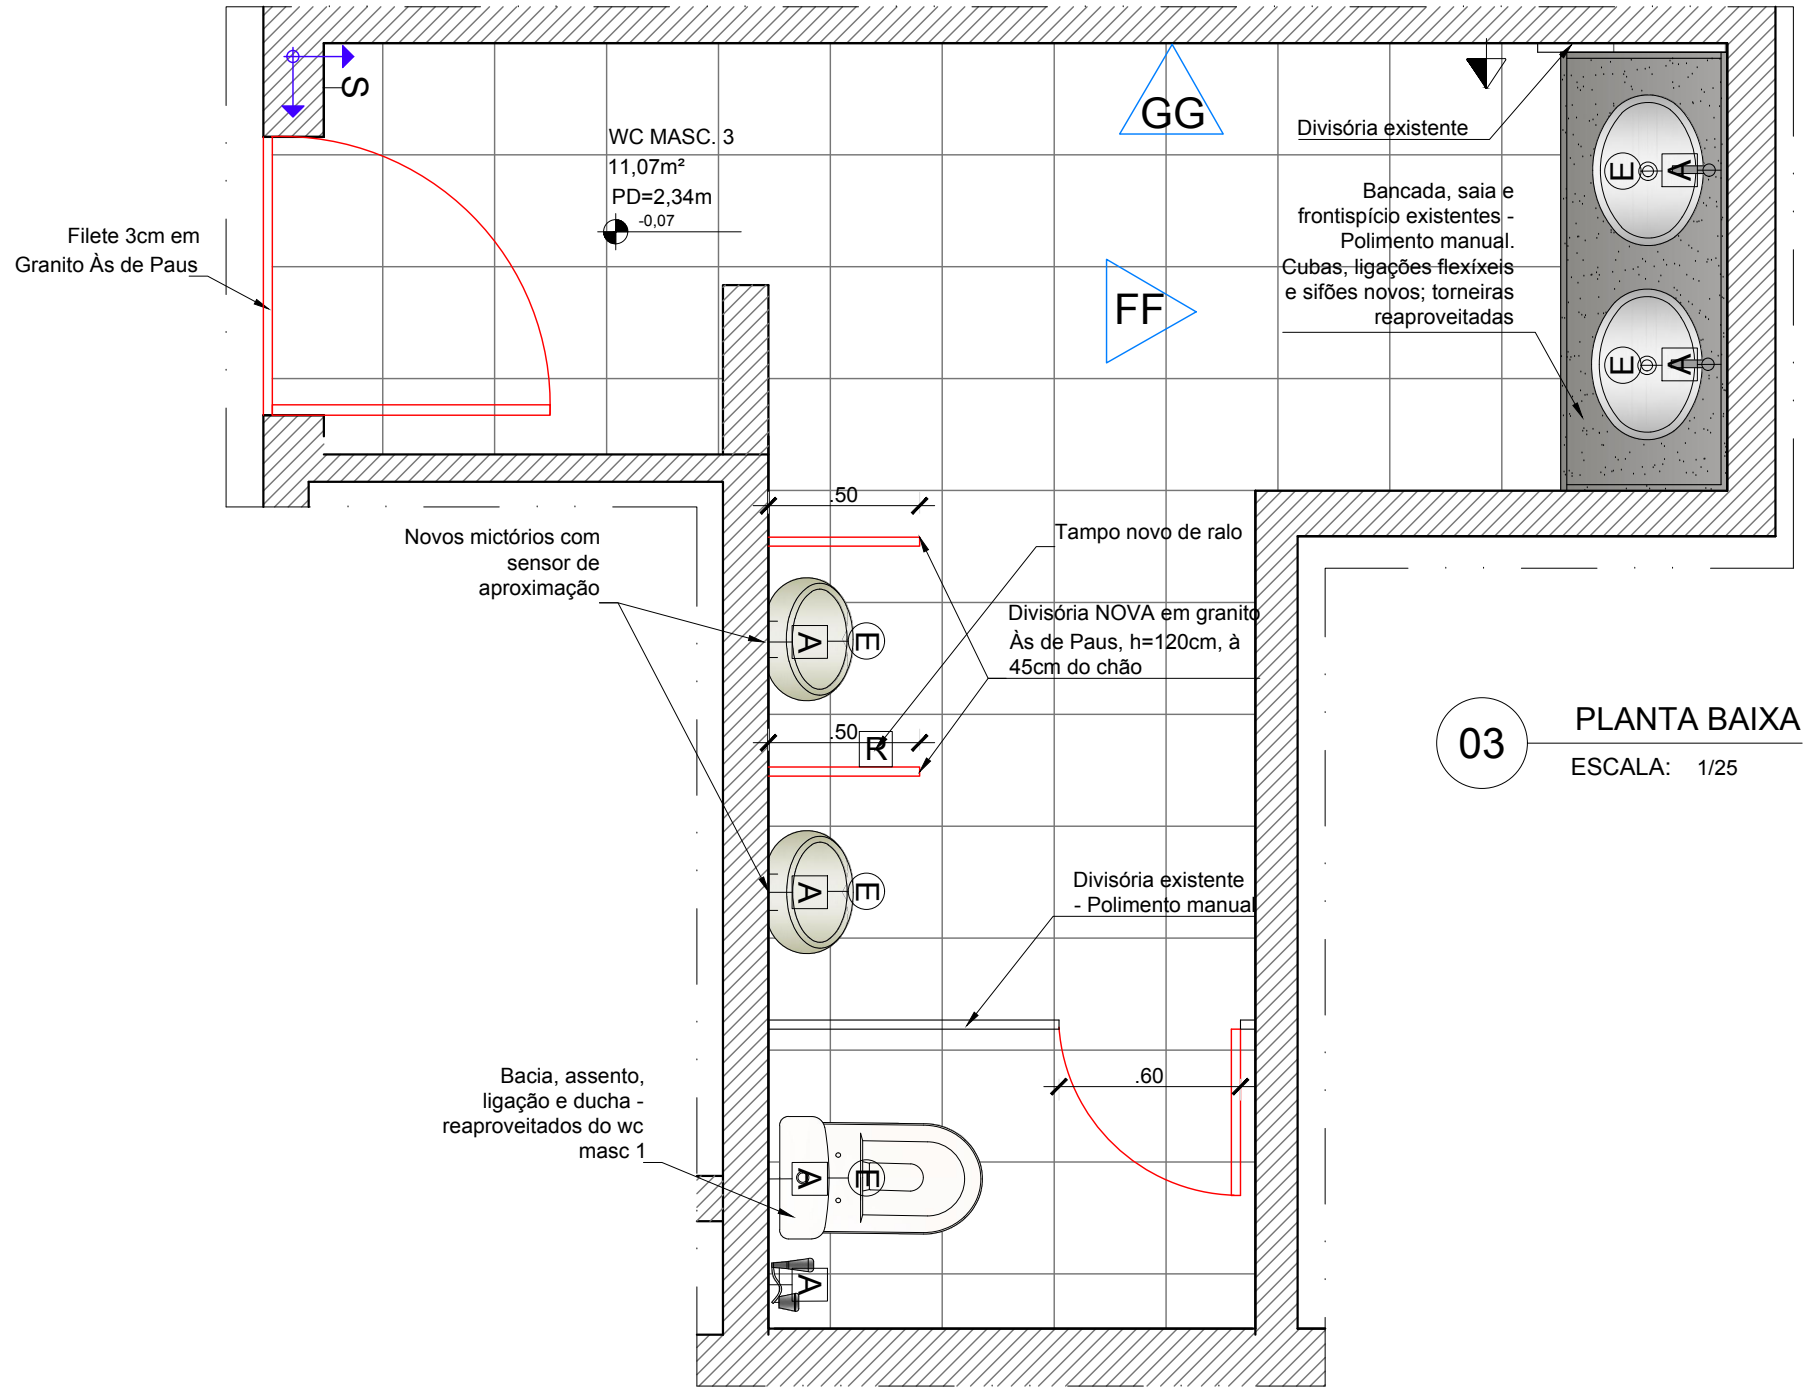 S
WC MASC. 3
11,07m²
PD=2,34m
-0,07
GG
FF
Divisória existente
Bancada, saia e
frontispício existentes -
Polimento manual.
Cubas, ligações flexíxeis
e sifões novos; torneiras
reaproveitadas
E A
E A
Filete 3cm em
Granito Às de Paus
.50
Novos mictórios com
sensor de
aproximação
Tampo novo de ralo
A E
Divisória NOVA em granito
Às de Paus, h=120cm, à
45cm do chão
.50
R
03
PLANTA BAIXA
ESCALA: 1/25
A E
Divisória existente
- Polimento manual
.60
Bacia, assento,
ligação e ducha -
reaproveitados do wc
masc 1
A E
A